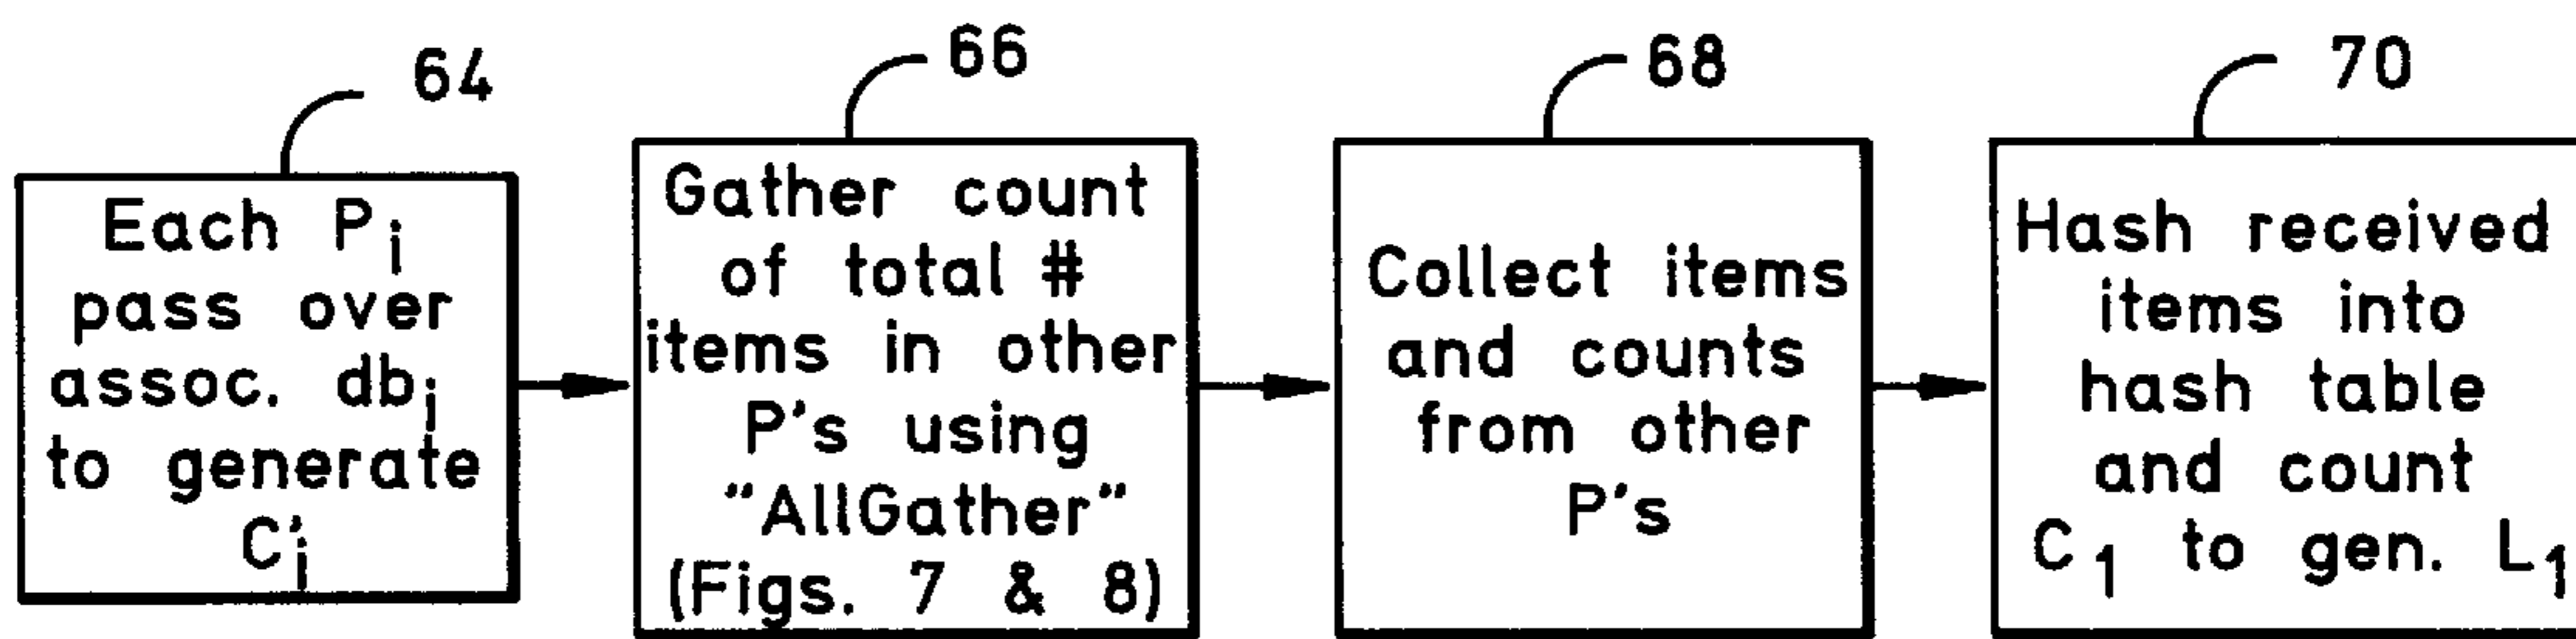 64
Each Pi
pass over
assoc. dbi
to generate
C'i
66
Gather count
of total #
items in other
P's using
"AllGather"
(Figs. 7 & 8)
68
Collect items
and counts
from other
P's
70
Hash received
items into
hash table
and count
C1 to gen. L1